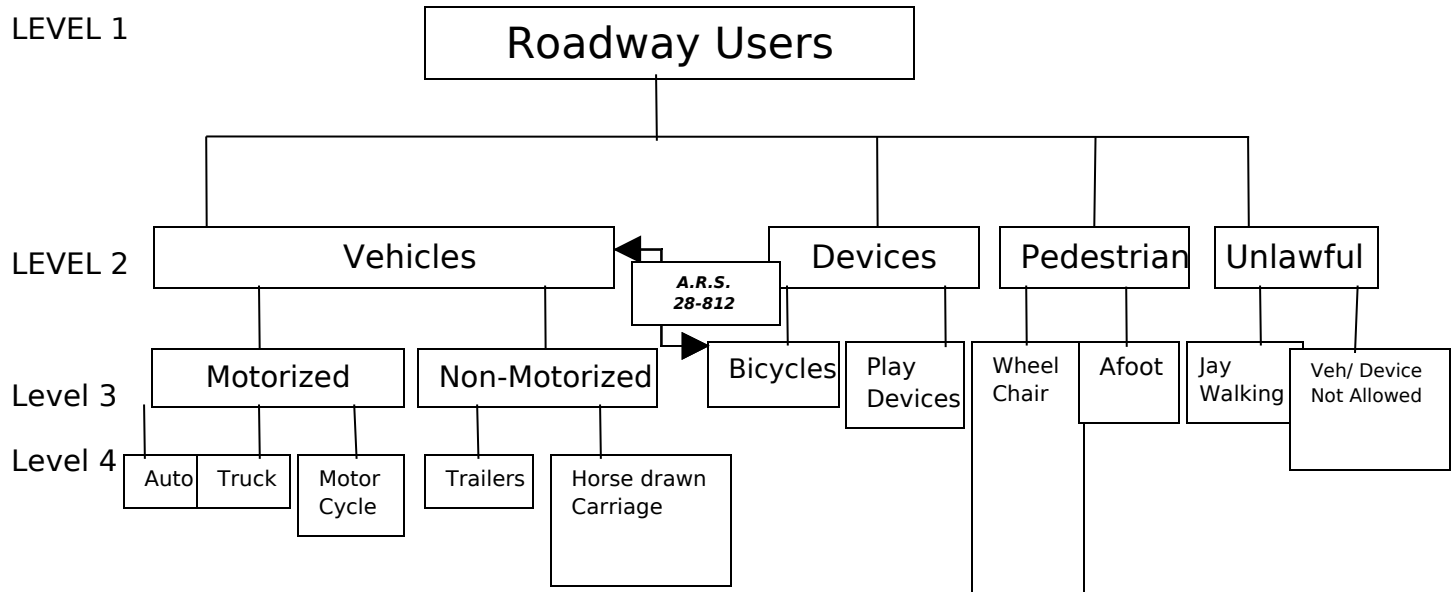 LEVEL 1
Roadway Users
LEVEL 2
Vehicles
A.R.S.
28-812
Devices
Pedestrian
Unlawful
Level 3
Motorized
Non-Motorized
Bicycles
Play
Devices
Wheel
Chair
Afoot
Jay
Walking
Veh/ Device
Not Allowed
Level 4
Auto
Truck
Motor
Cycle
Trailers
Horse drawn
Carriage